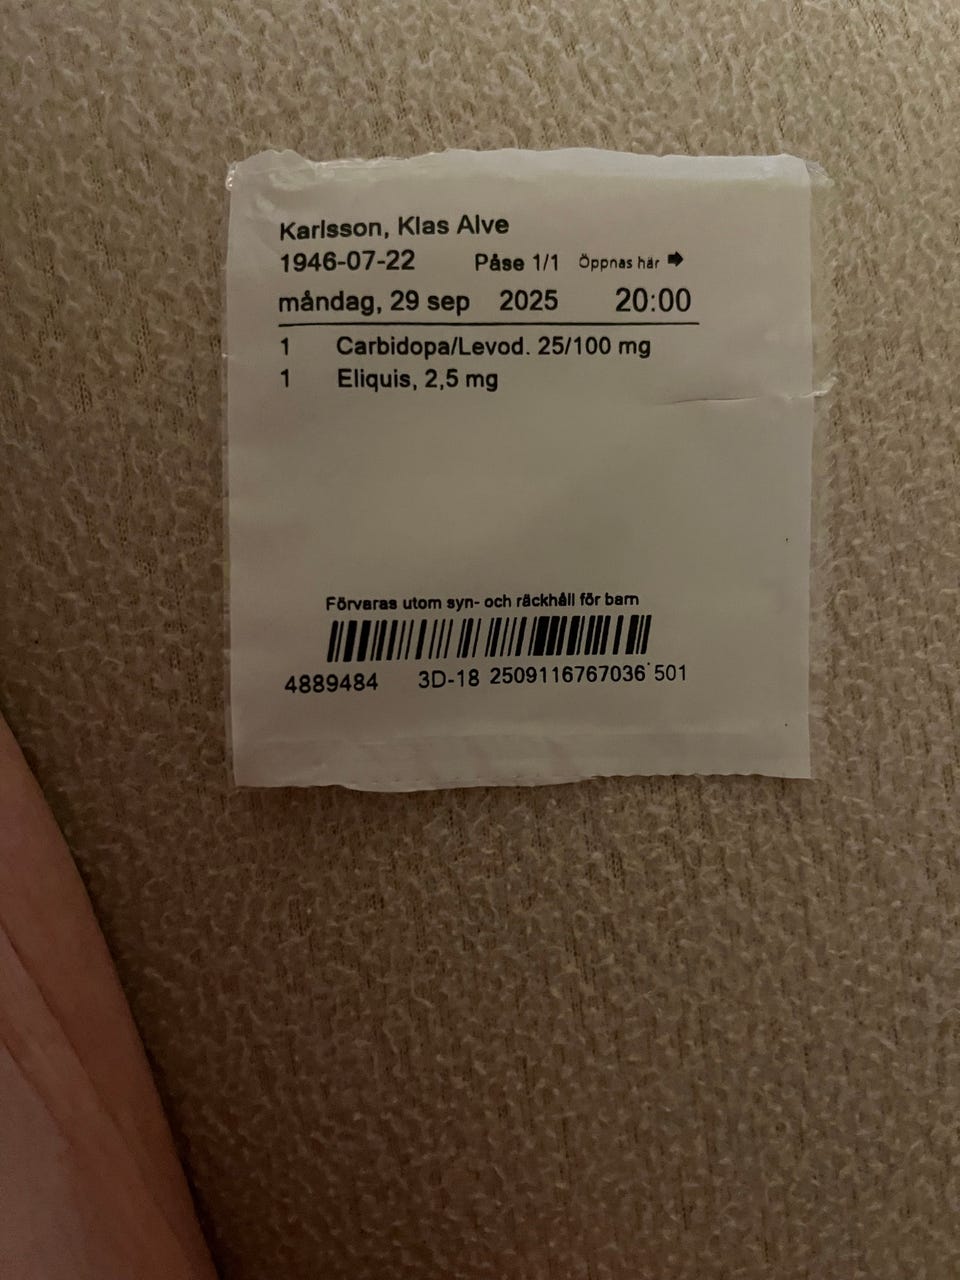 Karlsson, Klas Alve
1946-07-22 Påse 1/1 Öppnas här ➡
måndag, 29 sep 2025 20:00
1 Carbidopa/Levod. 25/100 mg
1 Eliquis, 2,5 mg
Förvaras utom syn- och räckhåll för barn
4889484 3D-18 2509116767036 501